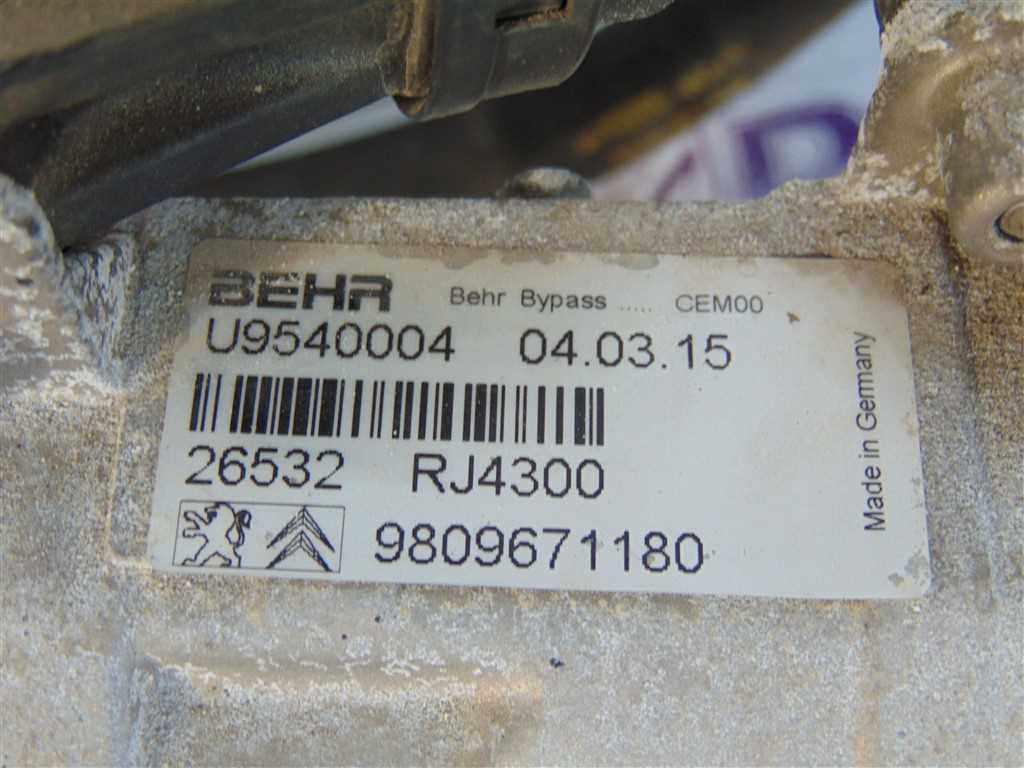 BEHR Behr Bypass ..... CEM00
U9540004 04.03.15
26532 RJ4300
9809671180
Made in Germany